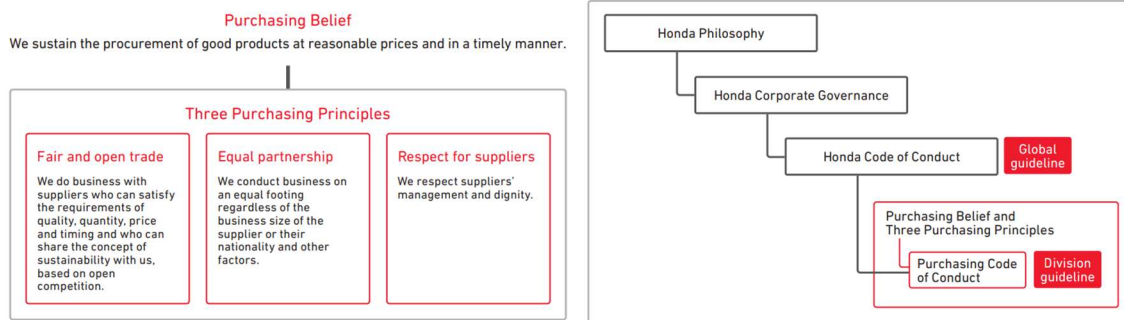 Purchasing Belief
We sustain the procurement of good products at reasonable prices and in a timely manner.
Three Purchasing Principles
Fair and open trade
We do business with
suppliers who can satisfy
the requirements of
quality, quantity, price
and timing and who can
share the concept of
sustainability with us,
based on open
competition.
Equal partnership
We conduct business on
an equal footing
regardless of the
business size of the
supplier or their
nationality and other
factors.
Respect for suppliers
We respect suppliers'
management and dignity.
Honda Philosophy
Honda Corporate Governance
Honda Code of Conduct
Global
guideline
Purchasing Belief and
Three Purchasing Principles
Purchasing Code
of Conduct
Division
guideline